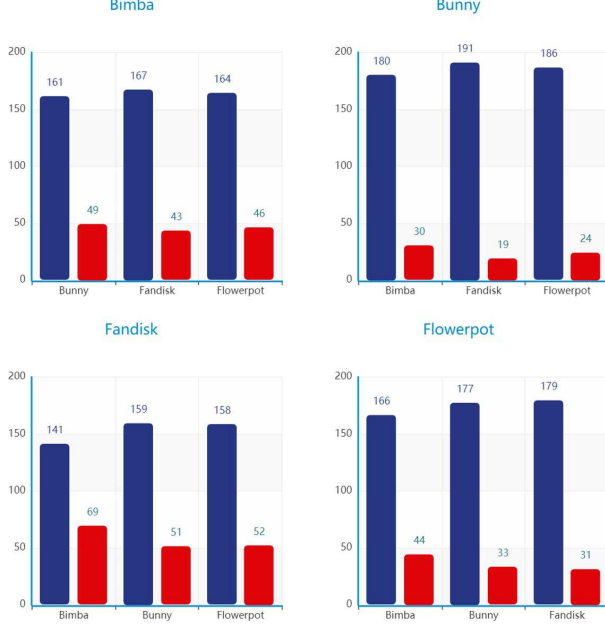 Bimba
200
150
100
50
0
161
49
167
43
164
46
Bunny
Fandisk
Flowerpot
Bunny
200
150
100
50
0
180
30
191
19
186
24
Bimba
Fandisk
Flowerpot
Fandisk
200
150
100
50
0
141
69
159
51
158
52
Bimba
Bunny
Flowerpot
Flowerpot
200
150
100
50
0
166
44
177
33
179
31
Bimba
Bunny
Fandisk